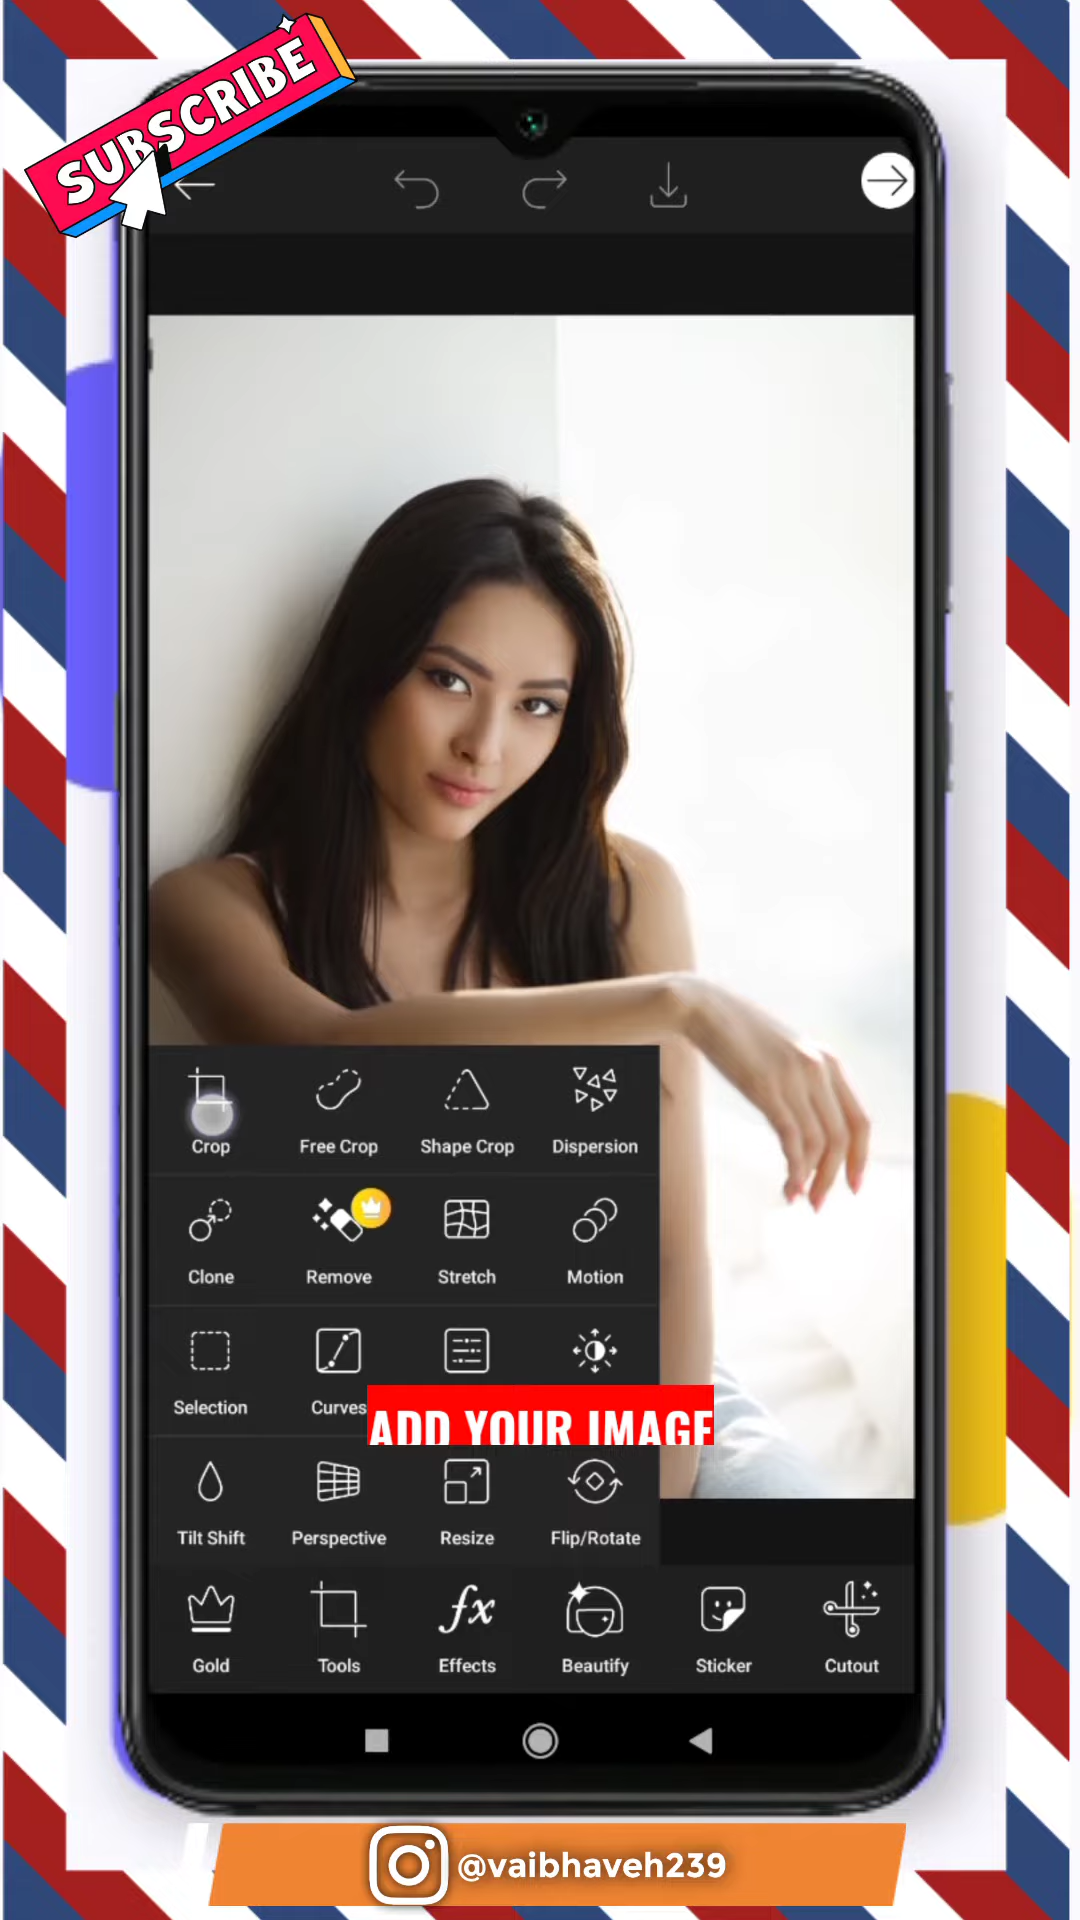 SUBSCRIBE
Crop Free Crop Shape Crop Dispersion
Clone Remove Stretch Motion
Selection Curves
ADD YOUR IMAGE
Tilt Shift Perspective Resize Flip/Rotate
Gold Tools Effects Beautify Sticker Cutout
@vaibhaveh239